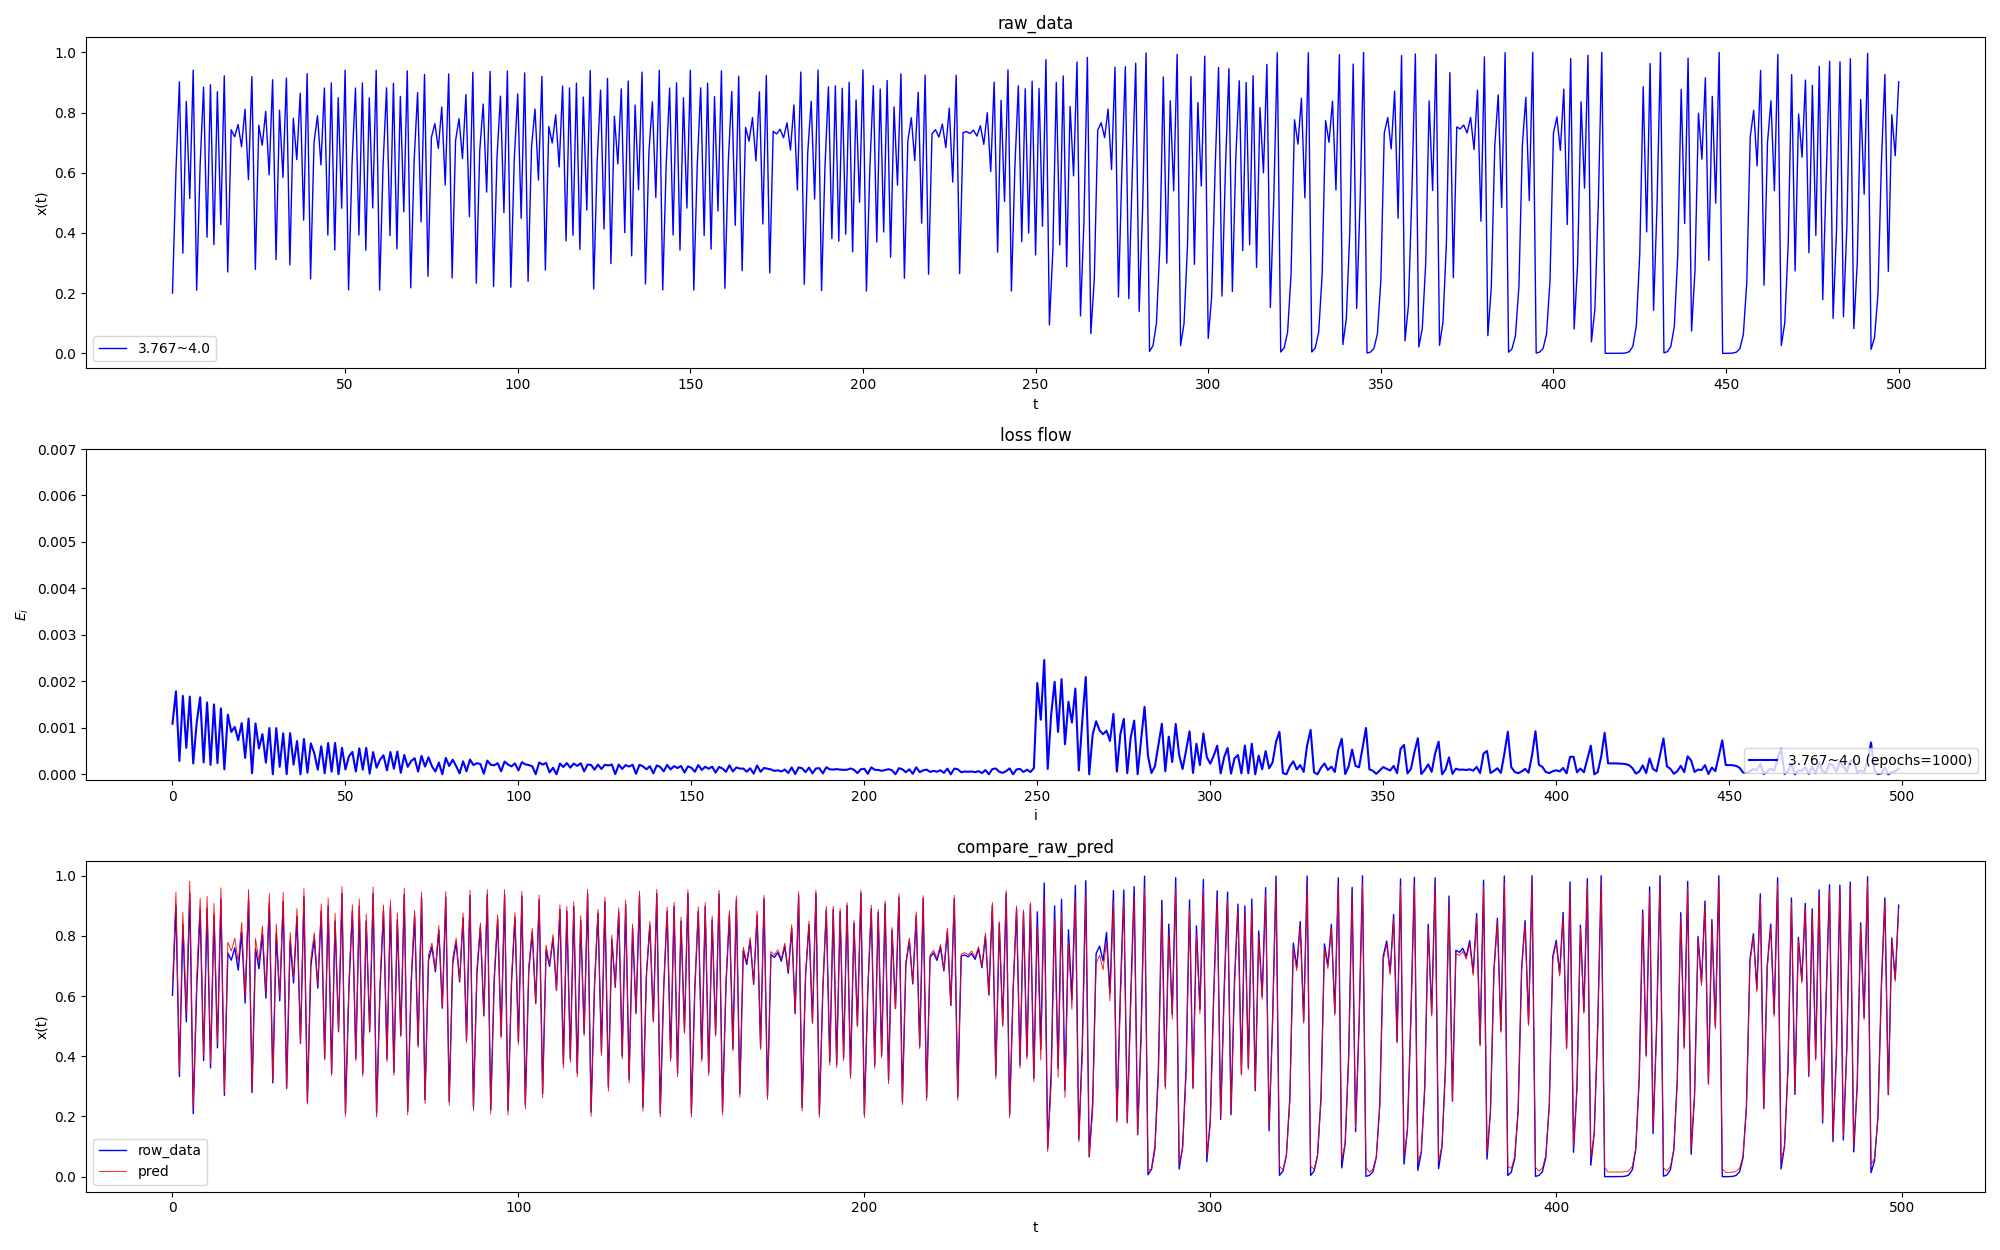 raw_data
1.0
0.8
0.6
0.4
0.2
0.0
x(t)
3.767~4.0
50 100 150 200 250 300 350 400 450 500
t
loss flow
0.007
0.006
0.005
0.004
0.003
0.002
0.001
0.000
E_i
3.767~4.0 (epochs=1000)
0 50 100 150 200 250 300 350 400 450 500
i
compare_raw_pred
1.0
0.8
0.6
0.4
0.2
0.0
x(t)
row_data
pred
0 100 200 300 400 500
t